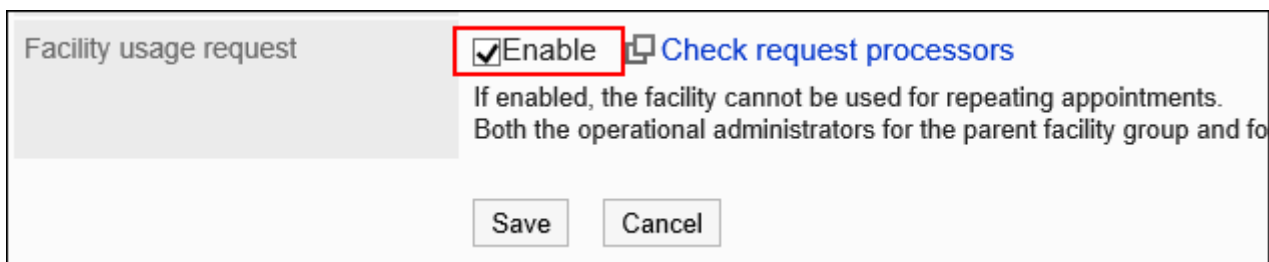 Facility usage request
Enable Check request processors
If enabled, the facility cannot be used for repeating appointments.
Both the operational administrators for the parent facility group and fo
Save Cancel